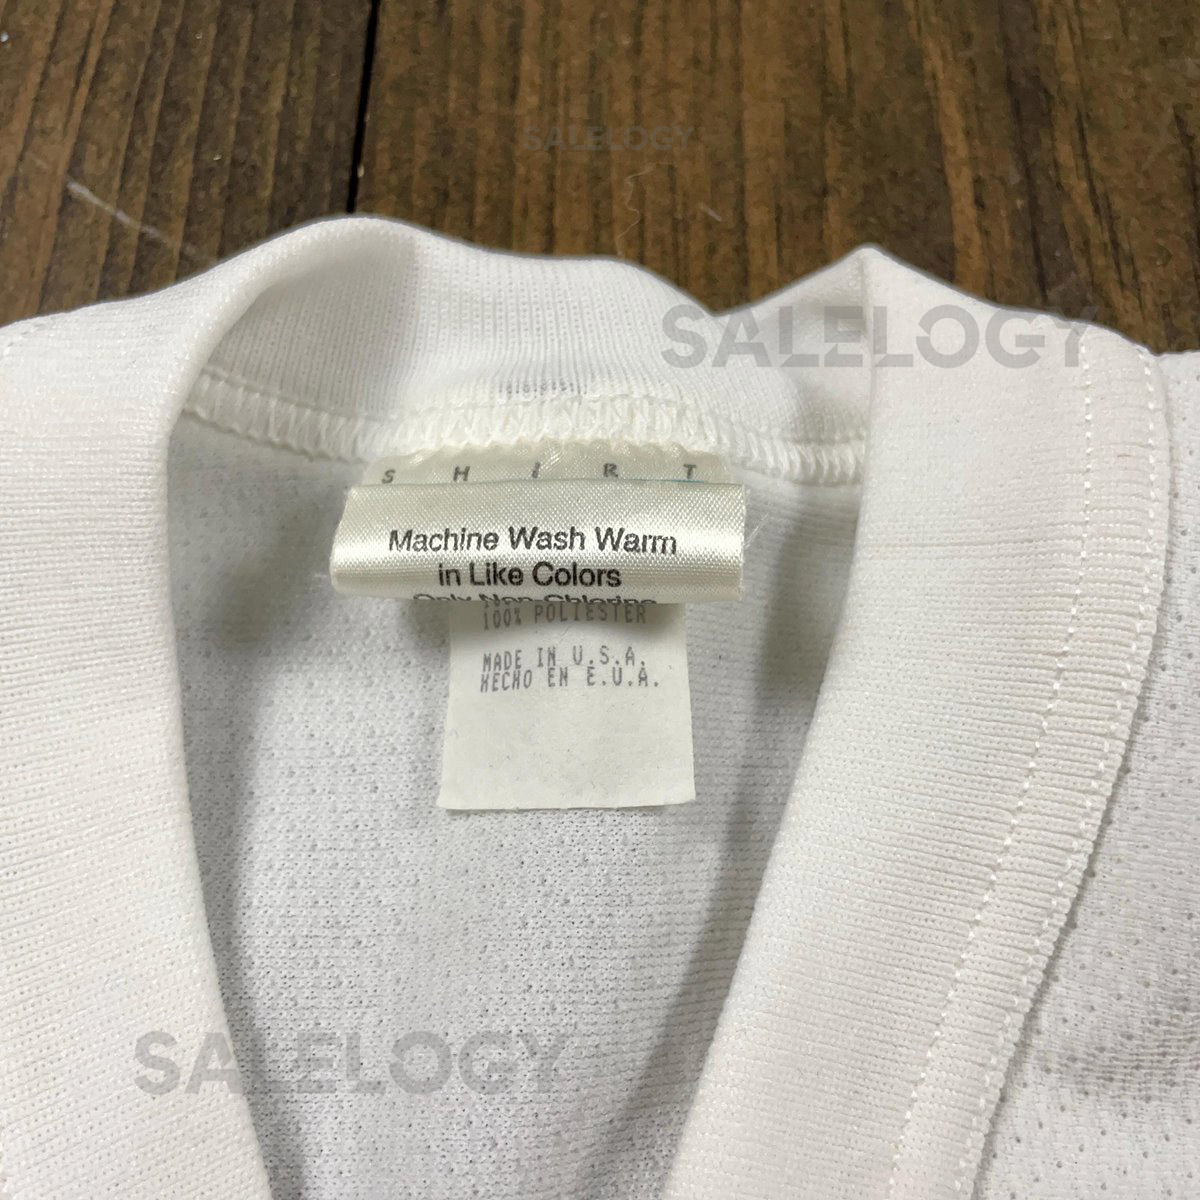 SALELOGY
SALELOGY
S H i R T
Machine Wash Warm
in Like Colors
Only Non-Chlorine
100% POLIESTER
MADE IN U.S.A.
HECHO EN E.U.A.
SALELOGY